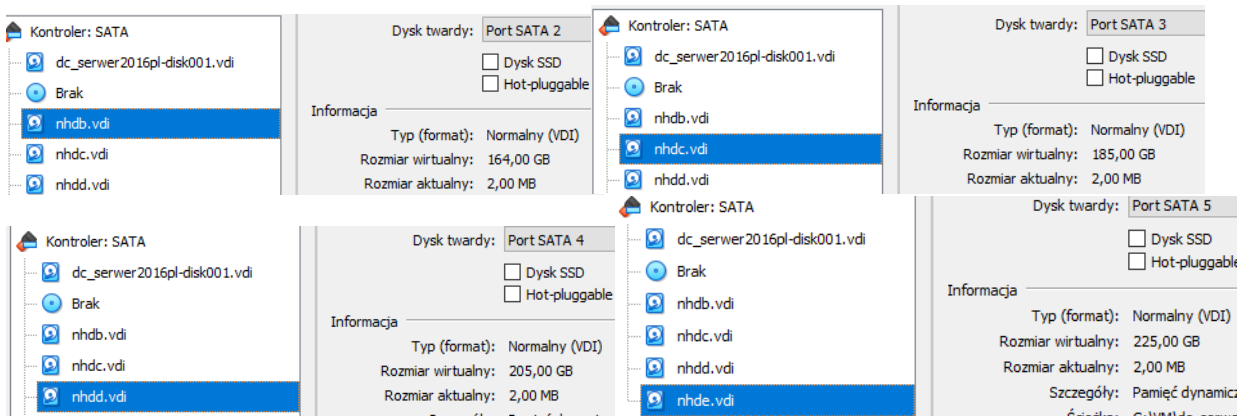 Kontroler: SATA
dc_serwer2016pl-disk001.vdi
Brak
nhdb.vdi
nhdc.vdi
nhdd.vdi
Dysk twardy: Port SATA 2
Dysk SSD
Hot-pluggable
Informacja
Typ (format): Normalny (VDI)
Rozmiar wirtualny: 164,00 GB
Rozmiar aktualny: 2,00 MB
Kontroler: SATA
dc_serwer2016pl-disk001.vdi
Brak
nhdb.vdi
nhdc.vdi
nhdd.vdi
Dysk twardy: Port SATA 3
Dysk SSD
Hot-pluggable
Informacja
Typ (format): Normalny (VDI)
Rozmiar wirtualny: 185,00 GB
Rozmiar aktualny: 2,00 MB
Kontroler: SATA
dc_serwer2016pl-disk001.vdi
Brak
nhdb.vdi
nhdc.vdi
nhdd.vdi
Dysk twardy: Port SATA 4
Dysk SSD
Hot-pluggable
Informacja
Typ (format): Normalny (VDI)
Rozmiar wirtualny: 205,00 GB
Rozmiar aktualny: 2,00 MB
Kontroler: SATA
dc_serwer2016pl-disk001.vdi
Brak
nhdb.vdi
nhdc.vdi
nhdd.vdi
nhde.vdi
Dysk twardy: Port SATA 5
Dysk SSD
Hot-pluggable
Informacja
Typ (format): Normalny (VDI)
Rozmiar wirtualny: 225,00 GB
Rozmiar aktualny: 2,00 MB
Szczegóły: Pamięć dynamicz